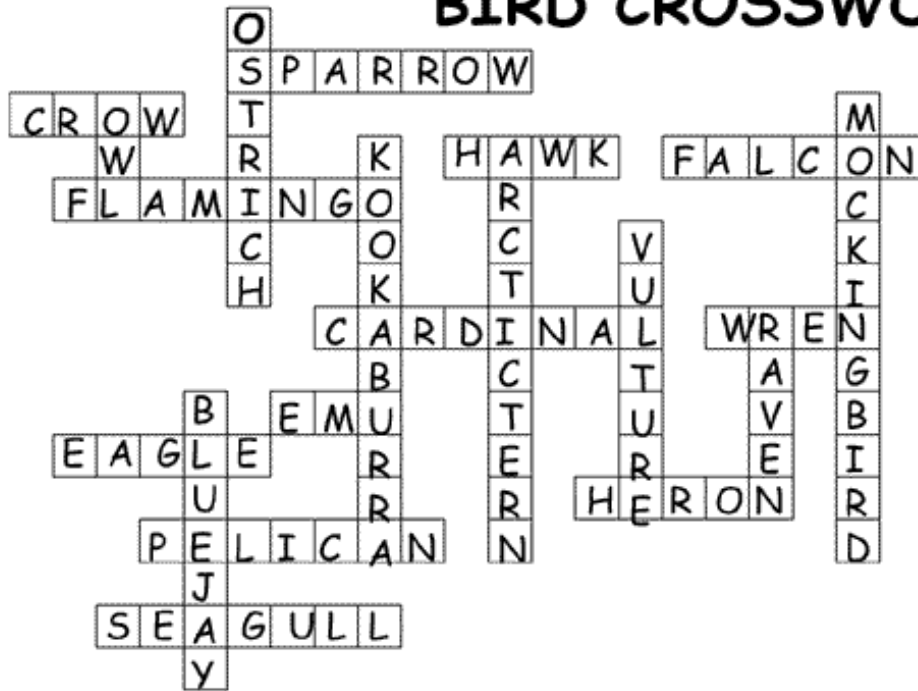 BIRD CROSSWO
OSTRICH
SPARROW
CROW
OWL
MOCKINGBIRD
KOOKABURRA
HAWK
ARCTICTERN
FALCON
FLAMINGO
VULTURE
CARDINAL
WREN
RAVEN
BLUEJAY
EMU
EAGLE
HERON
PELICAN
SEAGULL